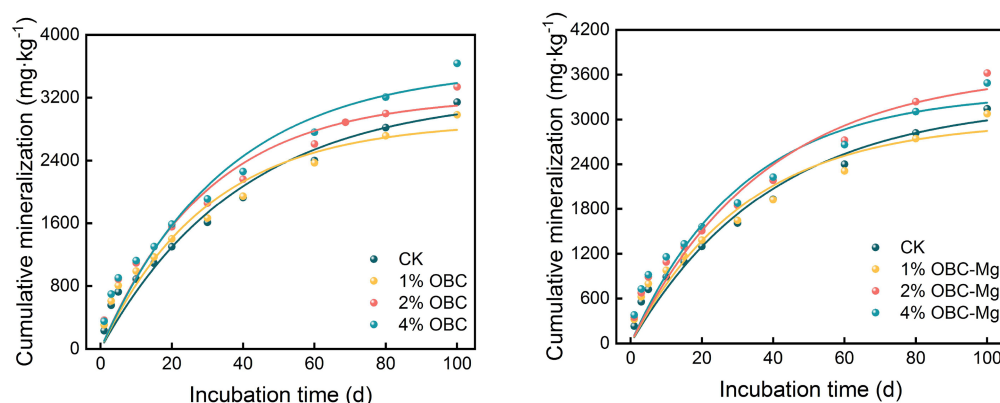 Cumulative mineralization (mg·kg⁻¹)
4000
3200
2400
1600
800
0
0
20
40
60
80
100
Incubation time (d)
CK
1% OBC
2% OBC
4% OBC
Cumulative mineralization (mg·kg⁻¹)
4200
3600
3000
2400
1800
1200
600
0
0
20
40
60
80
100
Incubation time (d)
CK
1% OBC-Mg
2% OBC-Mg
4% OBC-Mg